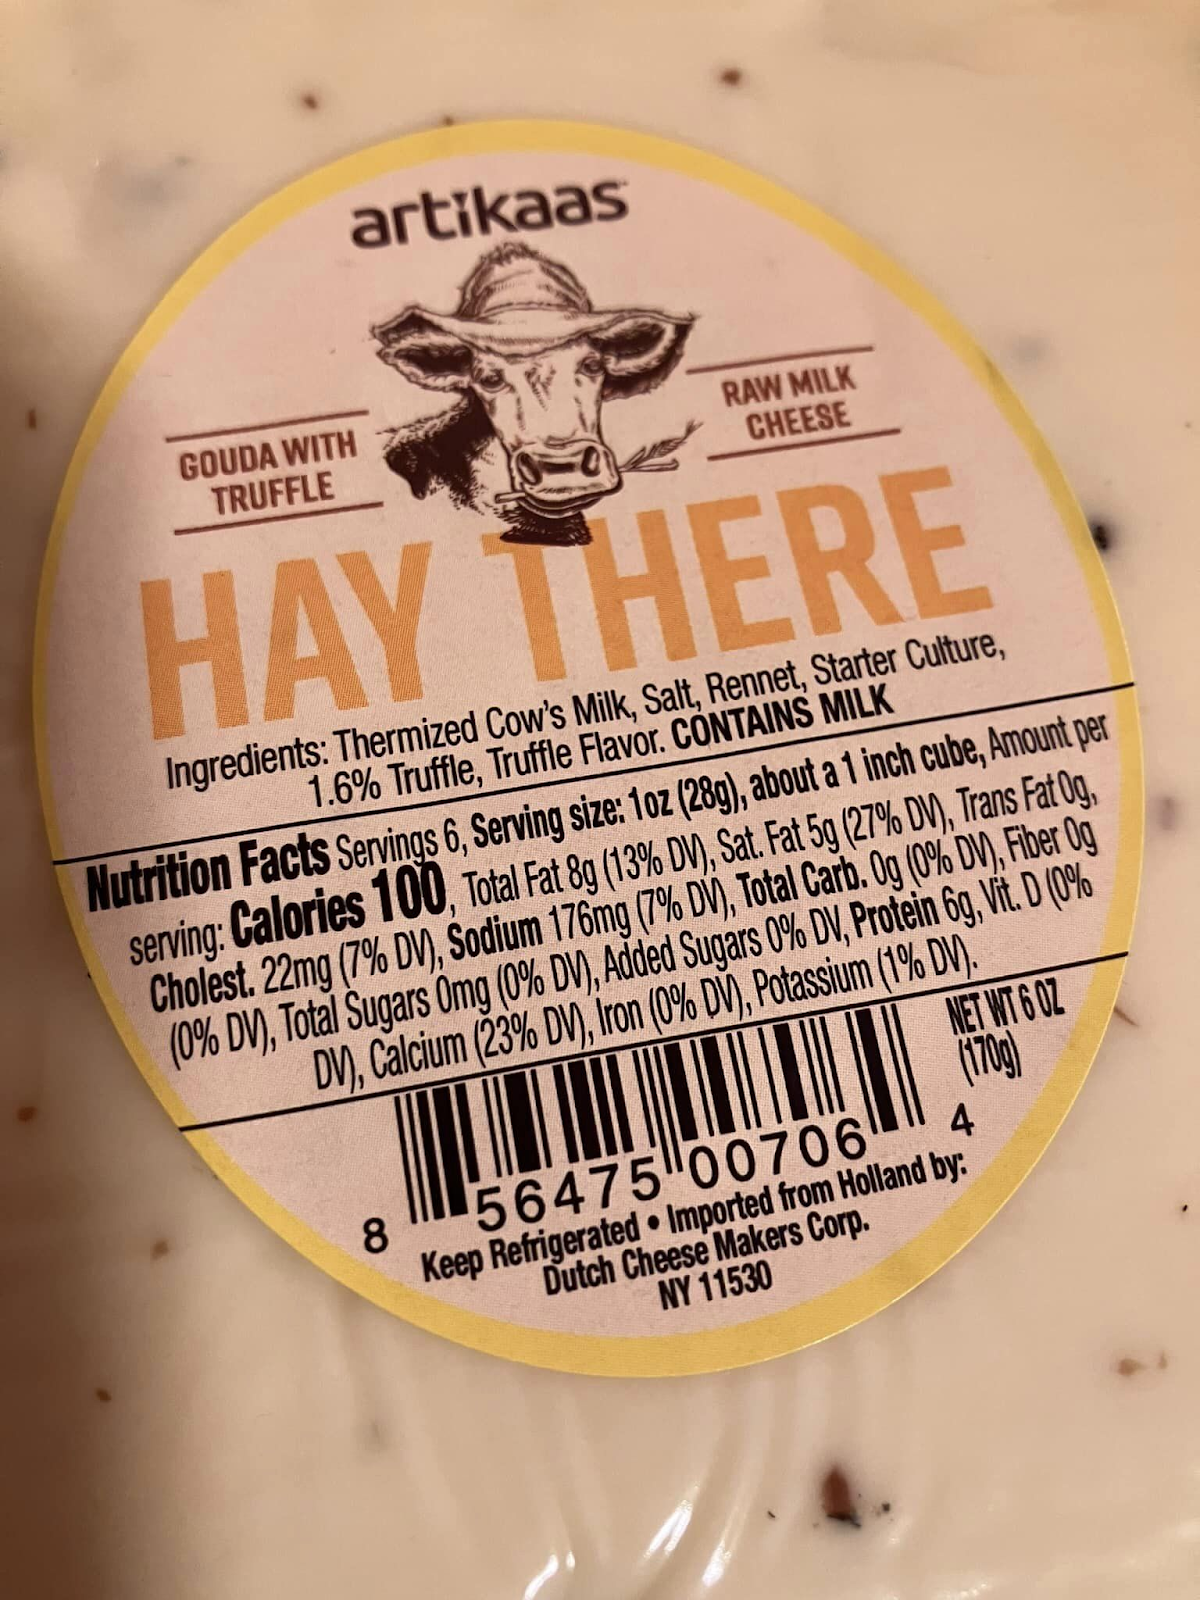 artikaas
GOUDA WITH
TRUFFLE
RAW MILK
CHEESE
HAY THERE
Ingredients: Thermized Cow's Milk, Salt, Rennet, Starter Culture,
1.6% Truffle, Truffle Flavor. CONTAINS MILK
Nutrition Facts Servings 6, Serving size: 1oz (28g), about a 1 inch cube, Amount per
serving: Calories 100, Total Fat 8g (13% DV), Sat. Fat 5g (27% DV), Trans Fat 0g,
Cholest. 22mg (7% DV), Sodium 176mg (7% DV), Total Carb. 0g (0% DV), Fiber 0g
(0% DV), Total Sugars 0mg (0% DV), Added Sugars 0% DV, Protein 6g, Vit. D (0%
DV), Calcium (23% DV), Iron (0% DV), Potassium (1% DV).
NET WT 6 OZ
(170g)
8 56475 00706 4
Keep Refrigerated • Imported from Holland by:
Dutch Cheese Makers Corp.
NY 11530